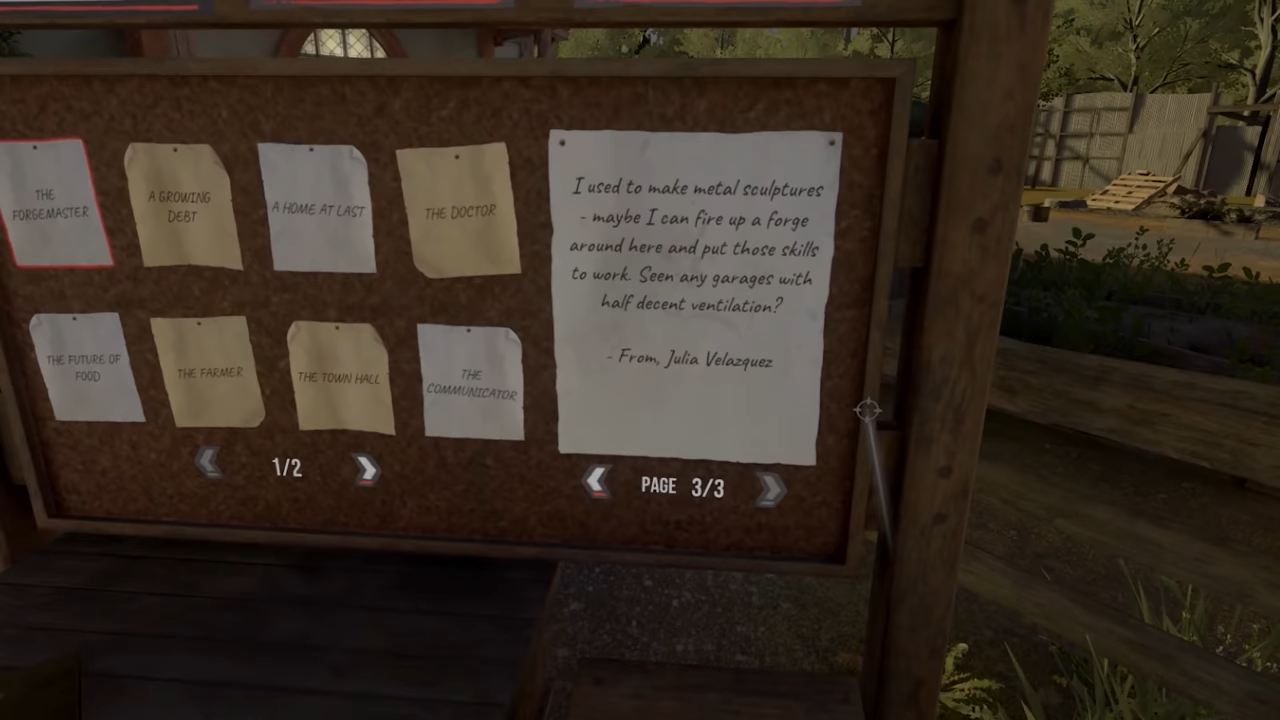 THE
FORGEMASTER
A GROWING
DEBT
A HOME AT LAST
THE DOCTOR
THE FUTURE OF
FOOD
THE FARMER
THE TOWN HALL
THE
COMMUNICATOR
1/2
I used to make metal sculptures
- maybe I can fire up a forge
around here and put those skills
to work. Seen any garages with
half decent ventilation?
- From, Julia Velazquez
PAGE 3/3